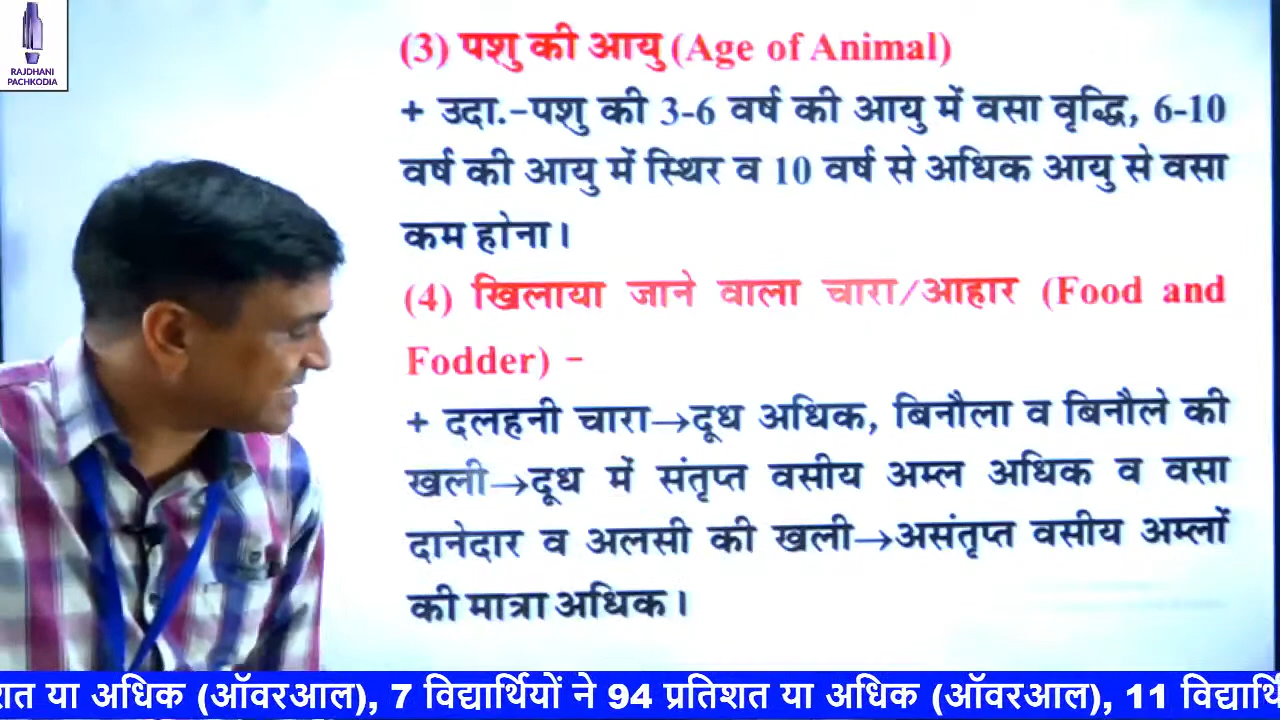 RAJDHANI
PACHKODIA
(3) पशु की आयु (Age of Animal)
+ उदा.-पशु की 3-6 वर्ष की आयु में वसा वृद्धि, 6-10
वर्ष की आयु में स्थिर व 10 वर्ष से अधिक आयु से वसा
कम होना।
(4) खिलाया जाने वाला चारा/आहार (Food and
Fodder) -
+ दलहनी चारा→दूध अधिक, बिनौला व बिनौले की
खली→दूध में संतृप्त वसीय अम्ल अधिक व वसा
दानेदार व अलसी की खली→असंतृप्त वसीय अम्लों
की मात्रा अधिक।
शत या अधिक (ऑवरआल), 7 विद्यार्थियों ने 94 प्रतिशत या अधिक (ऑवरआल), 11 विद्यार्थि